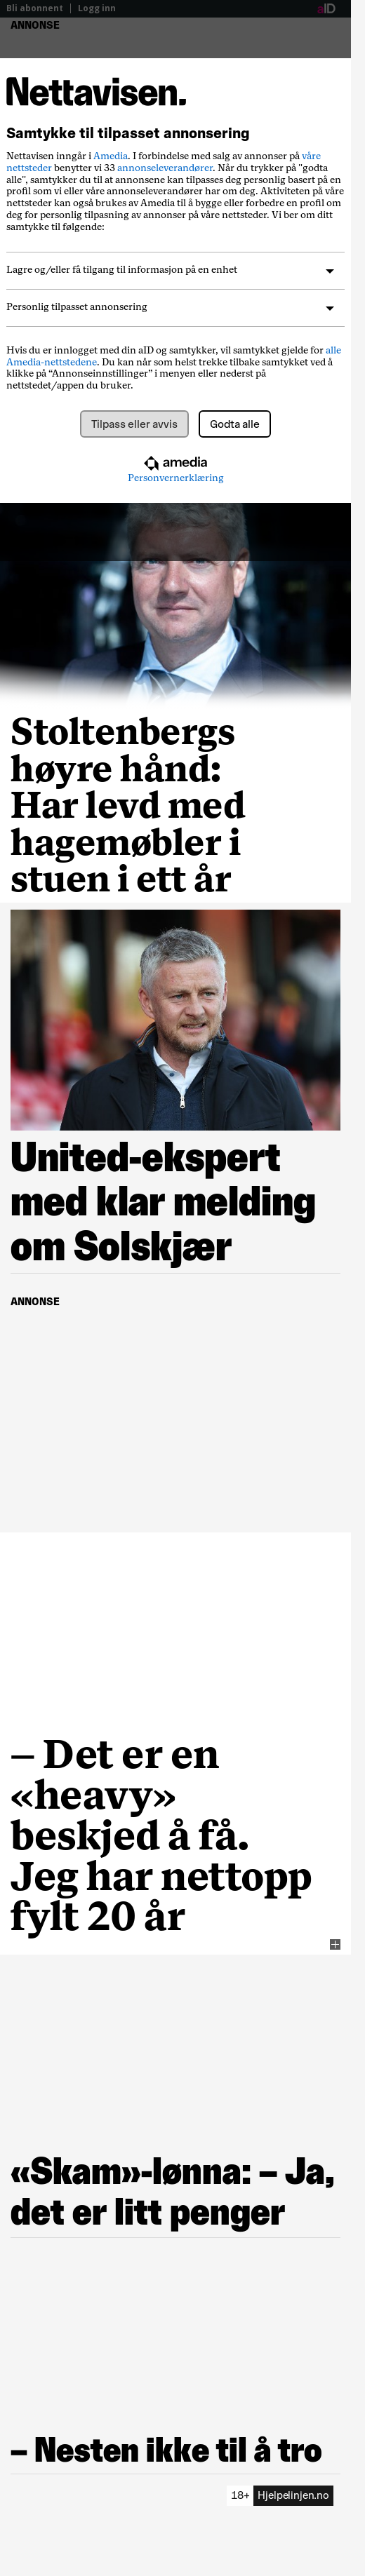 Bli abonnent | Logg inn
aID
ANNONSE
Nettavisen.
Samtykke til tilpasset annonsering
Nettavisen inngår i Amedia. I forbindelse med salg av annonser på våre
nettsteder benytter vi 33 annonseleverandører. Når du trykker på "godta
alle", samtykker du til at annonsene kan tilpasses deg personlig basert på en
profil som vi eller våre annonseleverandører har om deg. Aktiviteten på våre
nettsteder kan også brukes av Amedia til å bygge eller forbedre en profil om
deg for personlig tilpasning av annonser på våre nettsteder. Vi ber om ditt
samtykke til følgende:
Lagre og/eller få tilgang til informasjon på en enhet
Personlig tilpasset annonsering
Hvis du er innlogget med din aID og samtykker, vil samtykket gjelde for alle
Amedia-nettstedene. Du kan når som helst trekke tilbake samtykket ved å
klikke på “Annonseinnstillinger” i menyen eller nederst på
nettstedet/appen du bruker.
Tilpass eller avvis
Godta alle
amedia
Personvernerklæring
Stoltenbergs
høyre hånd:
Har levd med
hagemøbler i
stuen i ett år
United-ekspert
med klar melding
om Solskjær
ANNONSE
– Det er en
«heavy»
beskjed å få.
Jeg har nettopp
fylt 20 år
«Skam»-lønna: – Ja,
det er litt penger
– Nesten ikke til å tro
18+ Hjelpelinjen.no